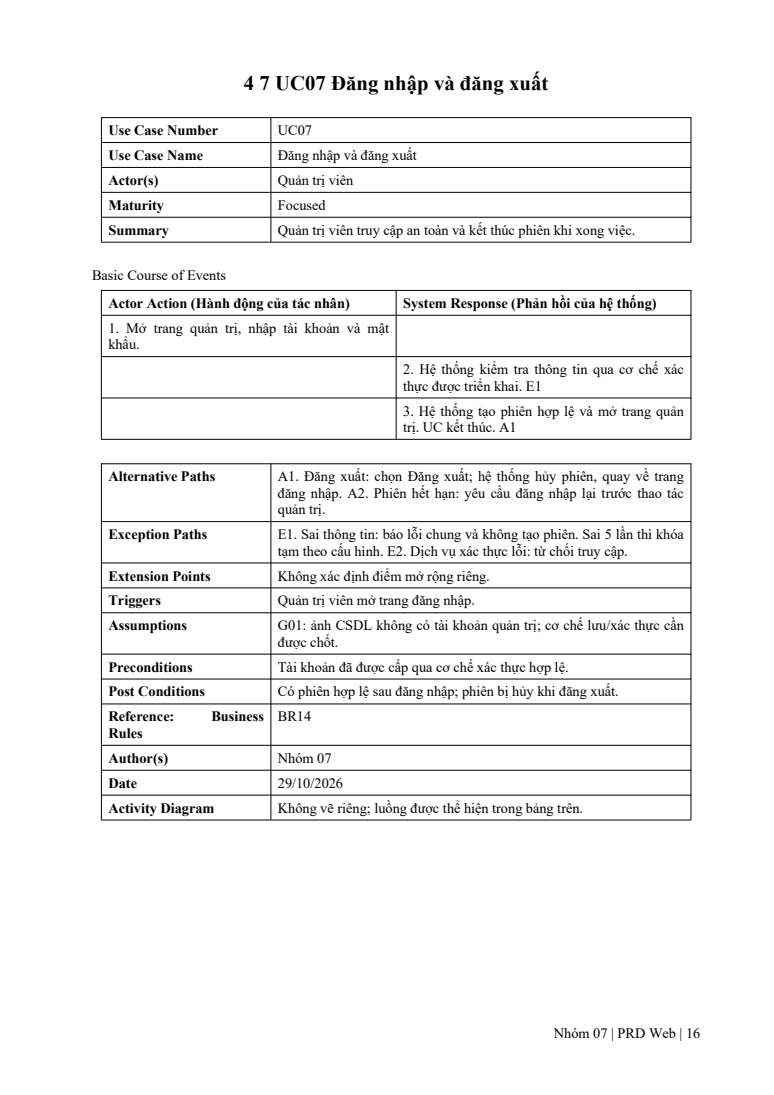 4 7 UC07 Đăng nhập và đăng xuất
Use Case Number UC07
Use Case Name Đăng nhập và đăng xuất
Actor(s) Quản trị viên
Maturity Focused
Summary Quản trị viên truy cập an toàn và kết thúc phiên khi xong việc.
Basic Course of Events
Actor Action (Hành động của tác nhân) System Response (Phản hồi của hệ thống)
1. Mở trang quản trị, nhập tài khoản và mật
khẩu.
2. Hệ thống kiểm tra thông tin qua cơ chế xác
thực được triển khai. E1
3. Hệ thống tạo phiên hợp lệ và mở trang quản
trị. UC kết thúc. A1
Alternative Paths A1. Đăng xuất: chọn Đăng xuất; hệ thống hủy phiên, quay về trang
đăng nhập. A2. Phiên hết hạn: yêu cầu đăng nhập lại trước thao tác
quản trị.
Exception Paths E1. Sai thông tin: báo lỗi chung và không tạo phiên. Sai 5 lần thì khóa
tạm theo cấu hình. E2. Dịch vụ xác thực lỗi: từ chối truy cập.
Extension Points Không xác định điểm mở rộng riêng.
Triggers Quản trị viên mở trang đăng nhập.
Assumptions G01: ảnh CSDL không có tài khoản quản trị; cơ chế lưu/xác thực cần
được chốt.
Preconditions Tài khoản đã được cấp qua cơ chế xác thực hợp lệ.
Post Conditions Có phiên hợp lệ sau đăng nhập; phiên bị hủy khi đăng xuất.
Reference: Business BR14
Rules
Author(s) Nhóm 07
Date 29/10/2026
Activity Diagram Không vẽ riêng; luồng được thể hiện trong bảng trên.
Nhóm 07 | PRD Web | 16